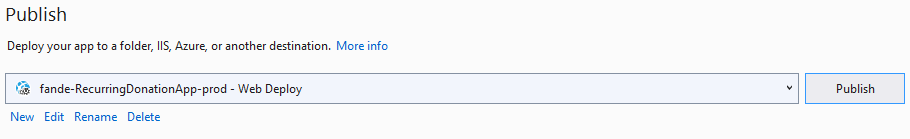 Publish
Deploy your app to a folder, IIS, Azure, or another destination. More info
fande-RecurringDonationApp-prod - Web Deploy Publish
New Edit Rename Delete